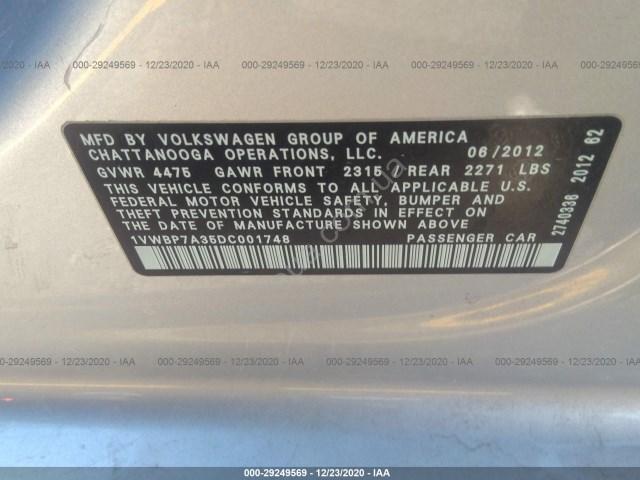 000-29249569 - 12/23/2020 - IAA
MFD BY VOLKSWAGEN GROUP OF AMERICA
CHATTANOOGA OPERATIONS, LLC. 06/2012
GVWR 4475 GAWR FRONT 2315 / REAR 2271 LBS
THIS VEHICLE CONFORMS TO ALL APPLICABLE U.S.
FEDERAL MOTOR VEHICLE SAFETY, BUMPER AND
THEFT PREVENTION STANDARDS IN EFFECT ON
THE DATE OF MANUFACTURE SHOWN ABOVE
1VWBP7A35DC001748 PASSENGER CAR
2740336 2012 62
000-29249569 - 12/23/2020 - IAA
000-29249569 - 12/23/2020 - IAA